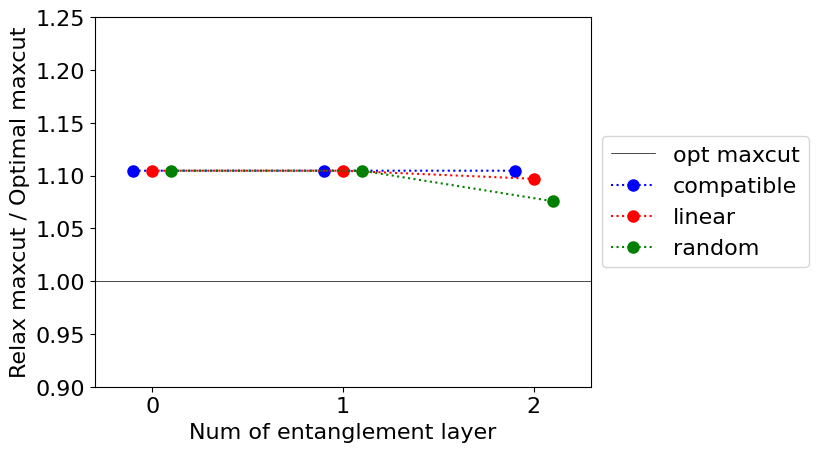 Relax maxcut / Optimal maxcut
1.25
1.20
1.15
1.10
1.05
1.00
0.95
0.90
0 1 2
Num of entanglement layer
opt maxcut
compatible
linear
random